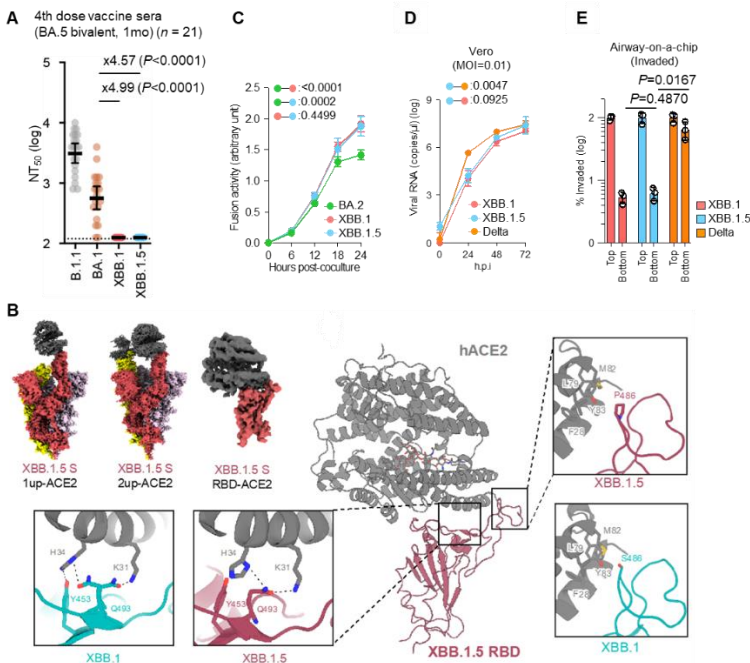 A
4th dose vaccine sera
(BA.5 bivalent, 1mo) (n = 21)
x4.57 (P<0.0001)
x4.99 (P<0.0001)
NT50 (log)
5
4
3
2
B.1.1
BA.1
XBB.1
XBB.1.5
C
Fusion activity (arbitrary unit)
2.5
2.0
1.5
1.0
0.5
0
:<0.0001
:0.0002
:0.4499
BA.2
XBB.1
XBB.1.5
0 6 12 18 24
Hours post-coculture
D
Vero
(MOI=0.01)
:0.0047
:0.0925
Viral RNA (copies/µl) (log)
9
6
3
0
XBB.1
XBB.1.5
Delta
0 24 48 72
h.p.i
E
Airway-on-a-chip
(Invaded)
P=0.0167
P=0.4870
% Invaded (log)
2
1
0
XBB.1
XBB.1.5
Delta
Top
Bottom
Top
Bottom
Top
Bottom
B
XBB.1.5 S
1up-ACE2
XBB.1.5 S
2up-ACE2
XBB.1.5 S
RBD-ACE2
hACE2
XBB.1.5 RBD
H34
K31
Y453
Q493
XBB.1
H34
K31
Y453
Q493
XBB.1.5
L79
M82
Y83
P486
F28
XBB.1.5
L79
M82
Y83
S486
F28
XBB.1